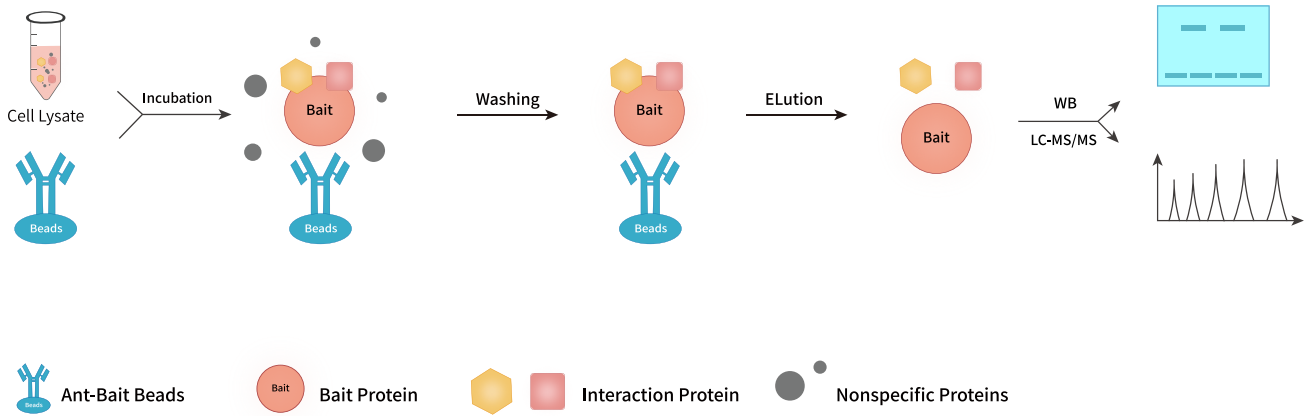 Cell Lysate
Beads
Incubation
Bait
Beads
Washing
Bait
Beads
ELution
Bait
WB
LC-MS/MS
Beads
Ant-Bait Beads
Bait
Bait Protein
Interaction Protein
Nonspecific Proteins